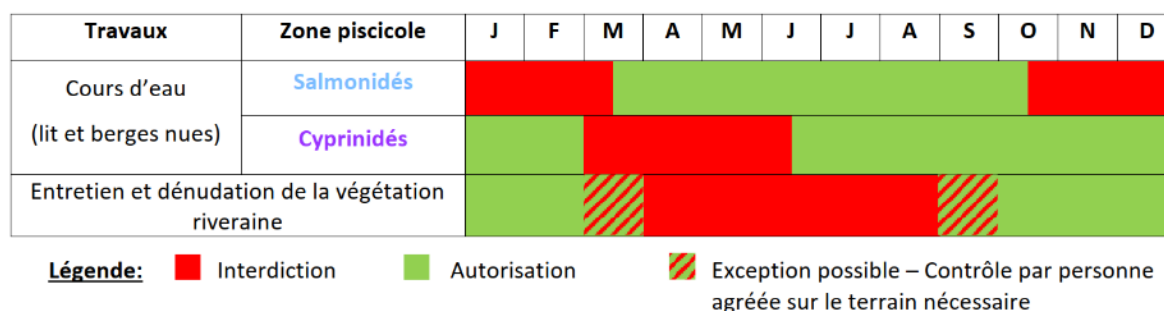 Travaux Zone piscicole J F M A M J J A S O N D
Cours d'eau
(lit et berges nues)
Salmonidés
Cyprinidés
Entretien et dénudation de la végétation
riveraine
Légende: Interdiction Autorisation Exception possible – Contrôle par personne
agréée sur le terrain nécessaire